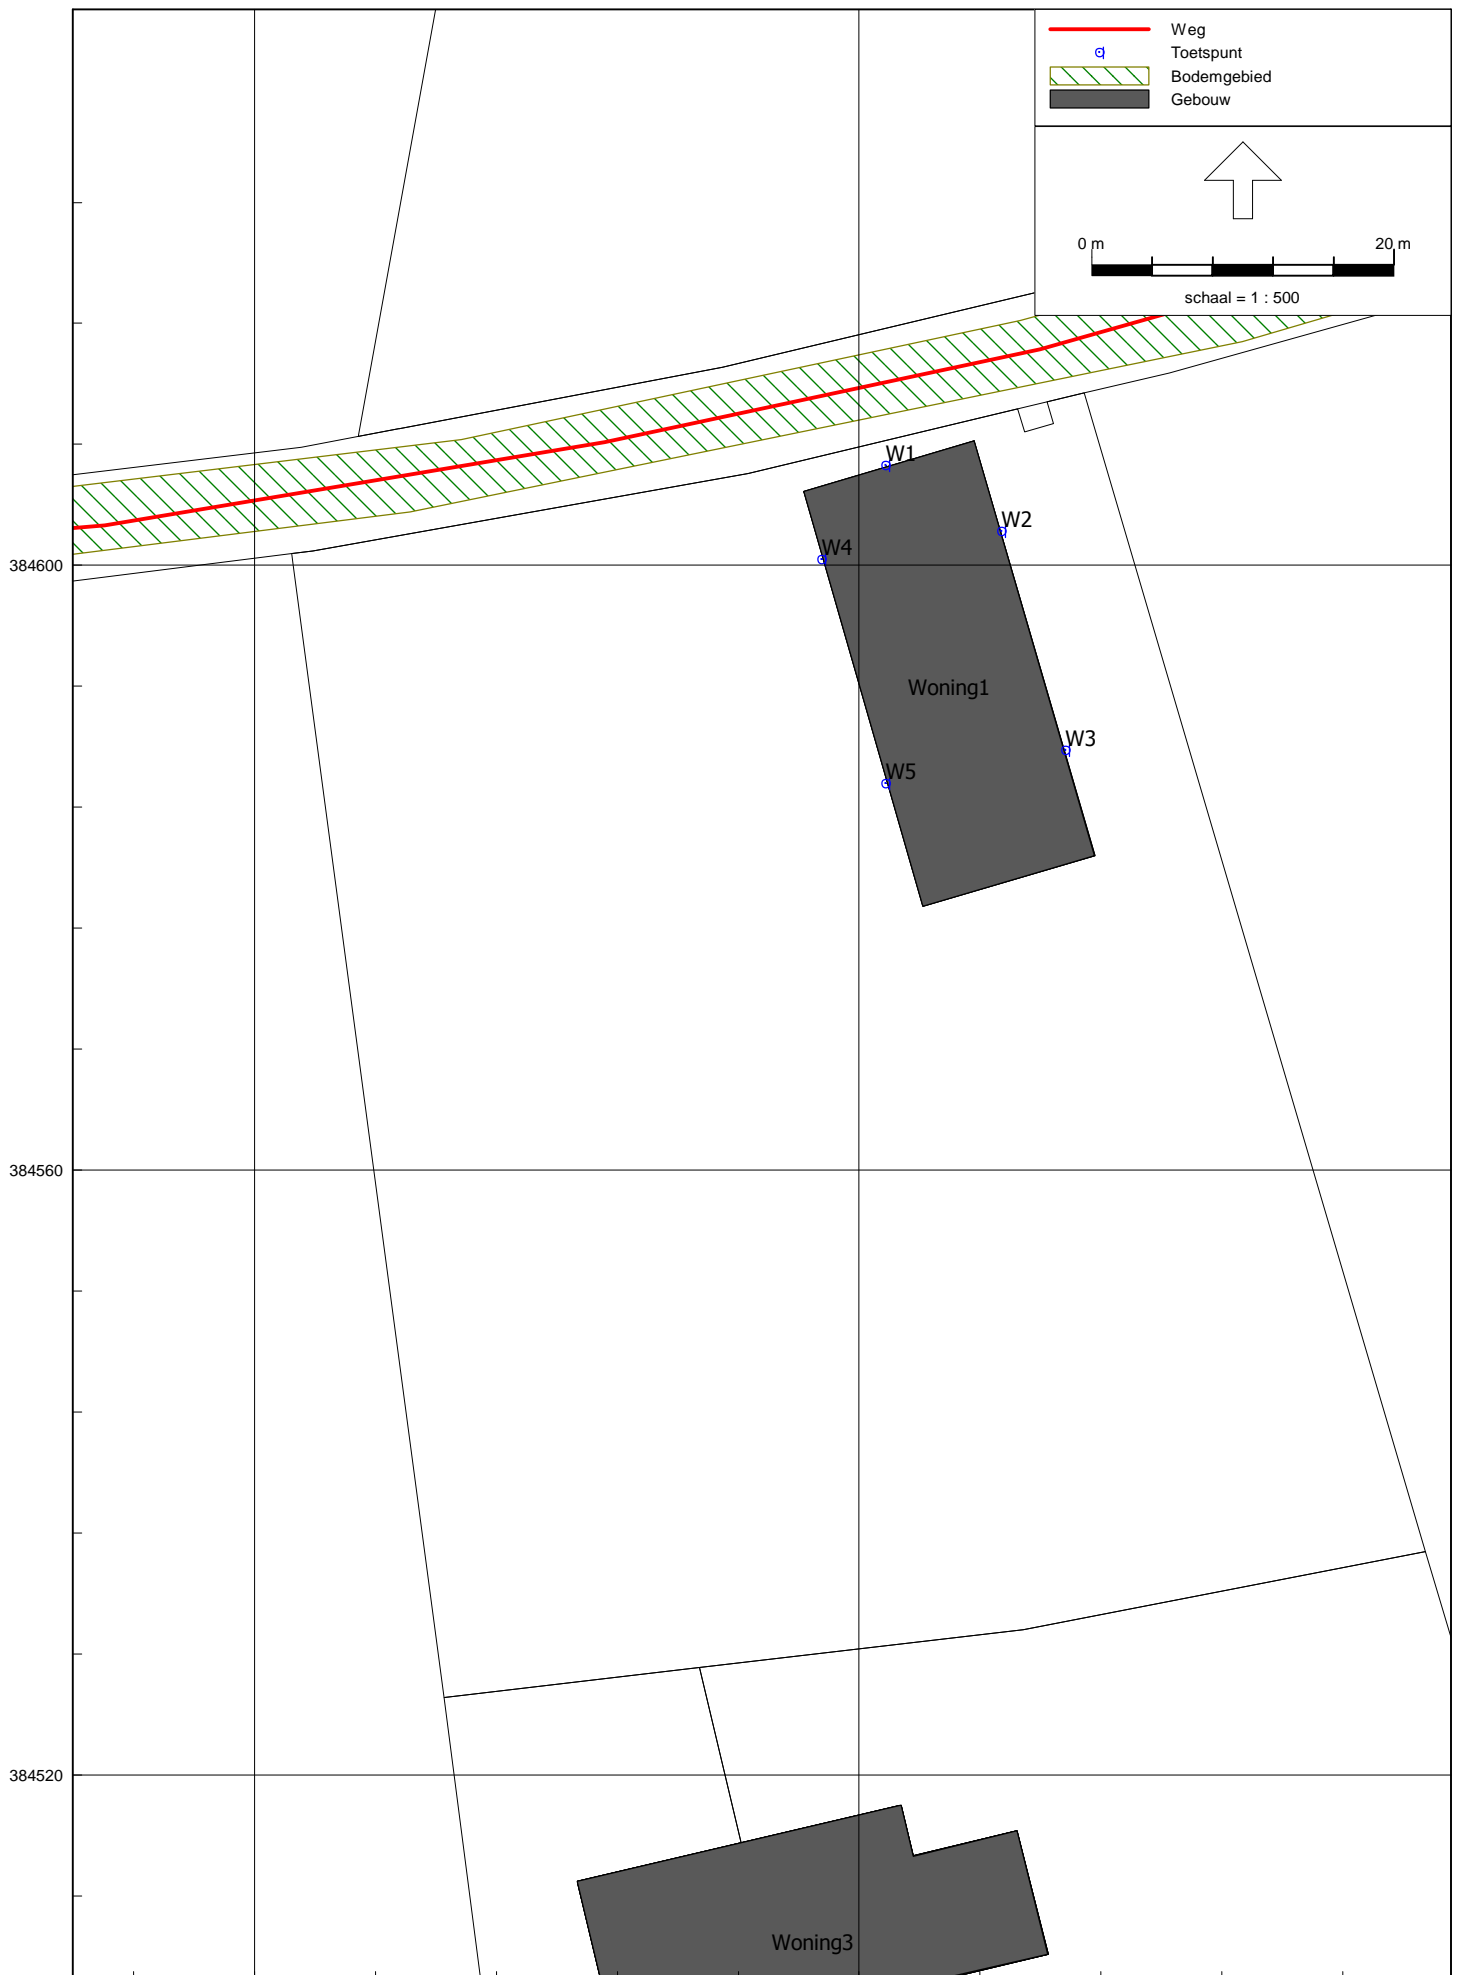 Weg
Toetspunt
Bodemgebied
Gebouw
0 m 20 m
schaal = 1 : 500
W1
W2
W4
384600
Woning1
W3
W5
384560
384520
Woning3